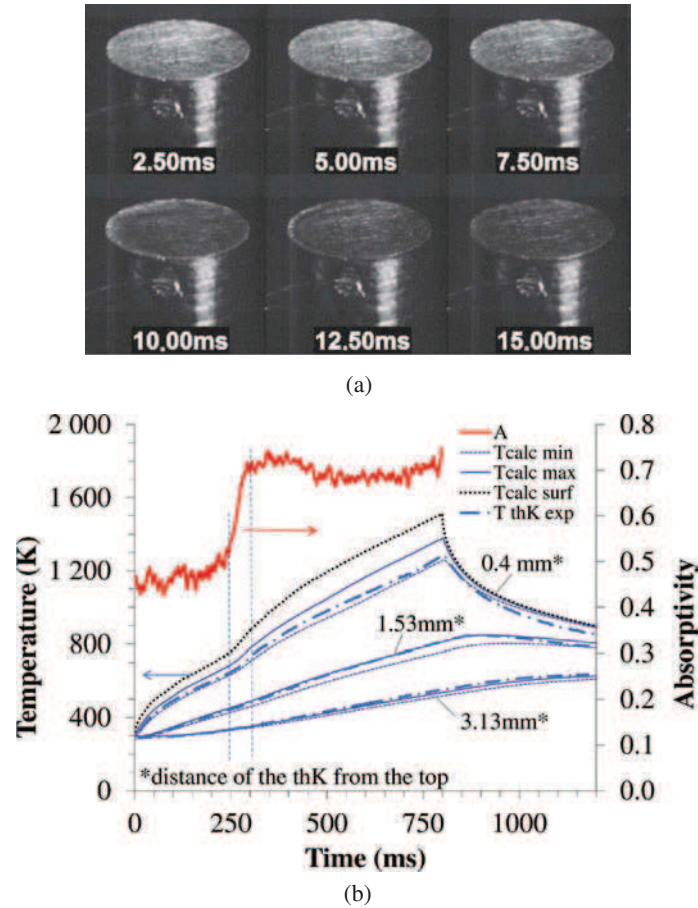 2.50ms 5.00ms 7.50ms
10.00ms 12.50ms 15.00ms
(a)
2 000
1 600
1 200
800
400
0
Temperature (K)
A
Tcalc min
Tcalc max
Tcalc surf
T thK exp
0.4 mm*
1.53mm*
3.13mm*
*distance of the thK from the top
0.8
0.7
0.6
0.5
0.4
0.3
0.2
0.1
0.0
Absorptivity
0 250 500 750 1000
Time (ms)
(b)